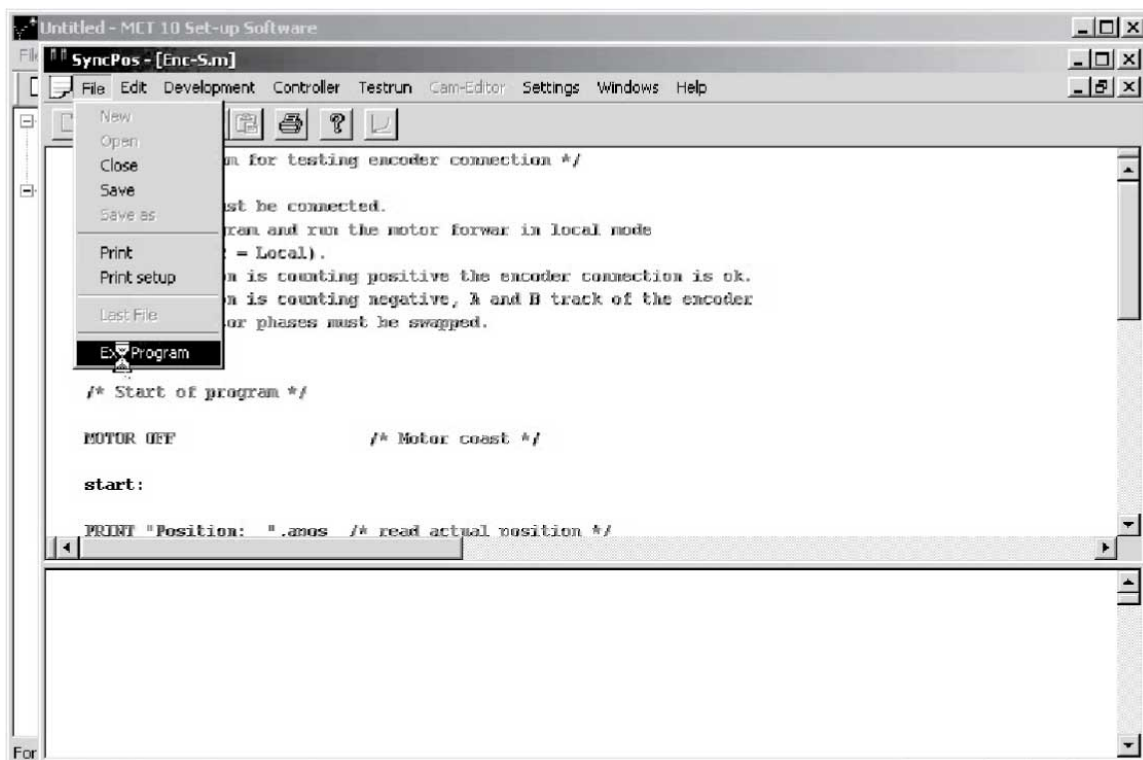 Untitled - MCT 10 Set-up Software
SyncPos - [Enc-S.m]
File Edit Development Controller Testrun Cam-Editor Settings Windows Help
New
Open
Close
Save
Save as
Print
Print setup
Last File
Program
m for testing encoder connection */
st be connected.
ram and run the motor forwar in local mode
= Local).
n is counting positive the encoder connection is ok.
n is counting negative, A and B track of the encoder
or phases must be swapped.
/* Start of program */
MOTOR OFF /* Motor coast */
start:
PRINT "Position: ",apos /* read actual position */
For